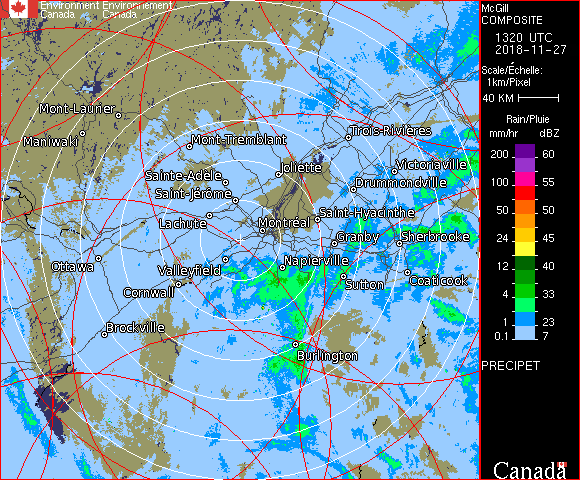 Environment Environnement
Canada Canada
McGill
COMPOSITE
1320 UTC
2018-11-27
Scale/Échelle:
1km/Pixel
40 KM
Rain/Pluie
mm/hr dBZ
200 60
100 55
50 50
24 45
12 40
4 33
1 23
0.1 7
PRECIPET
Canada
Mont-Laurier
Maniwaki
Mont-Tremblant
Trois-Rivières
Sainte-Adèle
Joliette
Victoriaville
Saint-Jérôme
Drummondville
Lachute
Montréal
Saint-Hyacinthe
Granby
Sherbrooke
Ottawa
Valleyfield
Napierville
Cornwall
Sutton
Coaticook
Brockville
Burlington